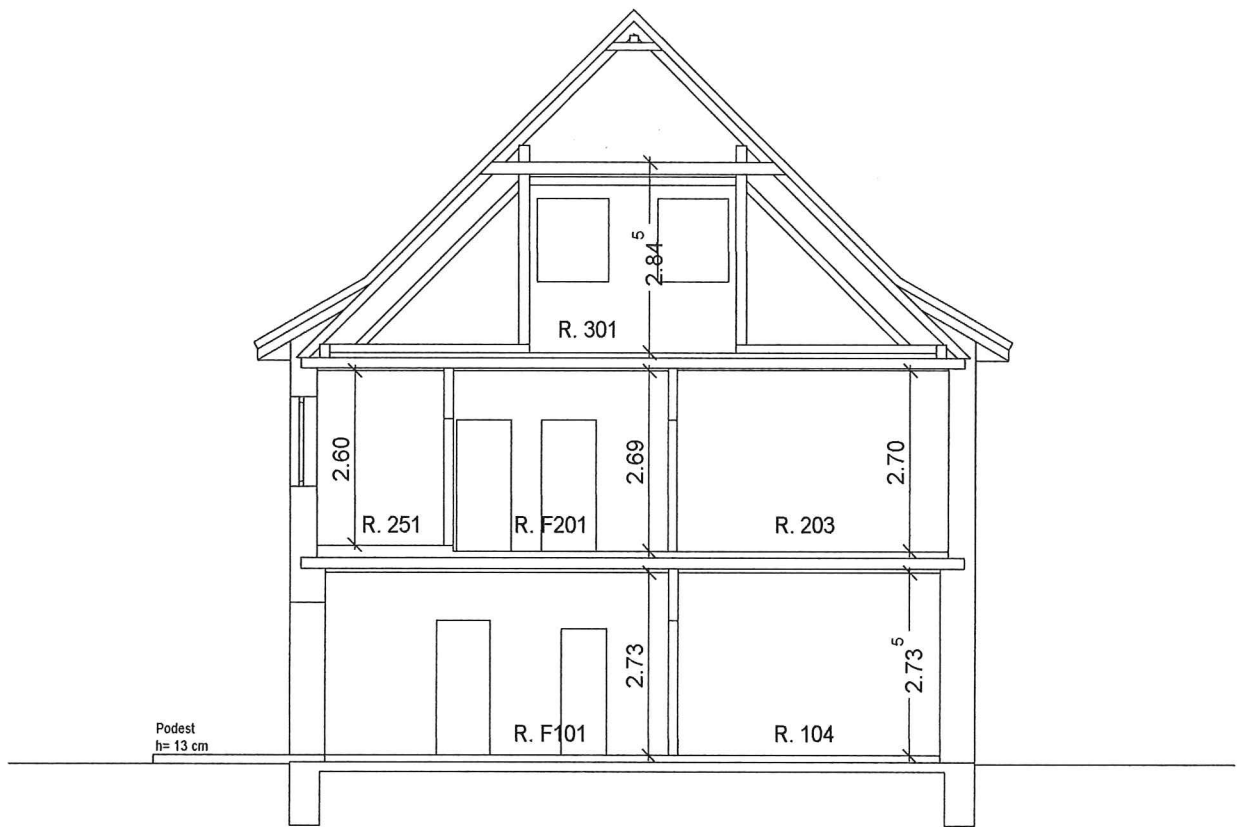 2.84⁵
R. 301
2.60
2.69
2.70
R. 251
R. F201
R. 203
2.73
2.73⁵
Podest
h= 13 cm
R. F101
R. 104